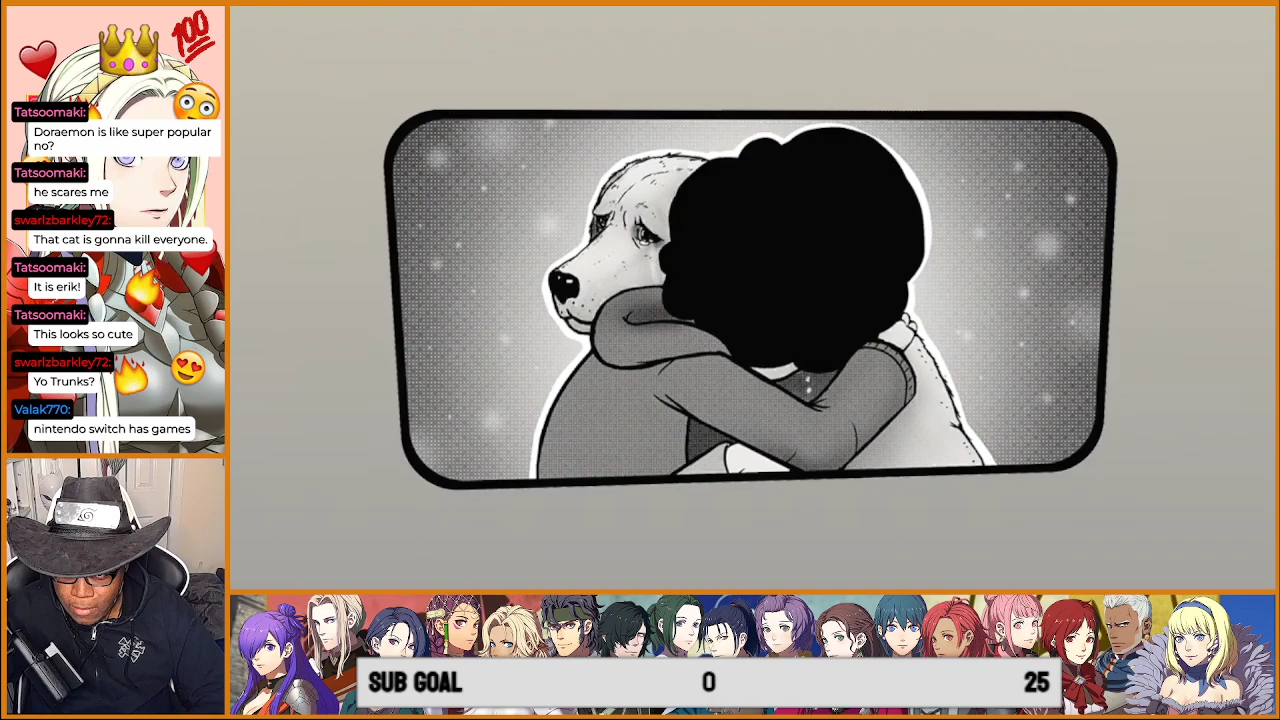 100
Tatsoomaki:
Doraemon is like super popular
no?
Tatsoomaki:
he scares me
swarlzbarkley72:
That cat is gonna kill everyone.
Tatsoomaki:
It is erik!
Tatsoomaki:
This looks so cute
swarlzbarkley72:
Yo Trunks?
Valak770:
nintendo switch has games
SUB GOAL 0 25